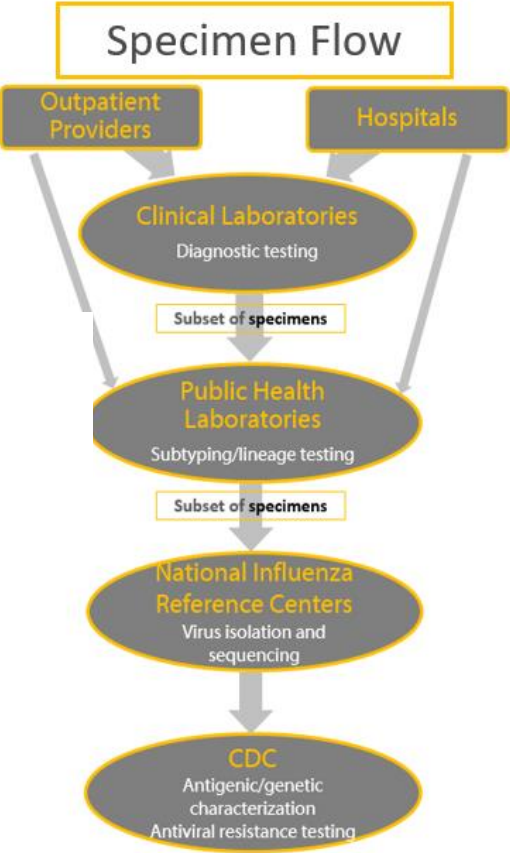 Specimen Flow
Outpatient
Providers
Hospitals
Clinical Laboratories
Diagnostic testing
Subset of specimens
Public Health
Laboratories
Subtyping/lineage testing
Subset of specimens
National Influenza
Reference Centers
Virus isolation and
sequencing
CDC
Antigenic/genetic
characterization
Antiviral resistance testing